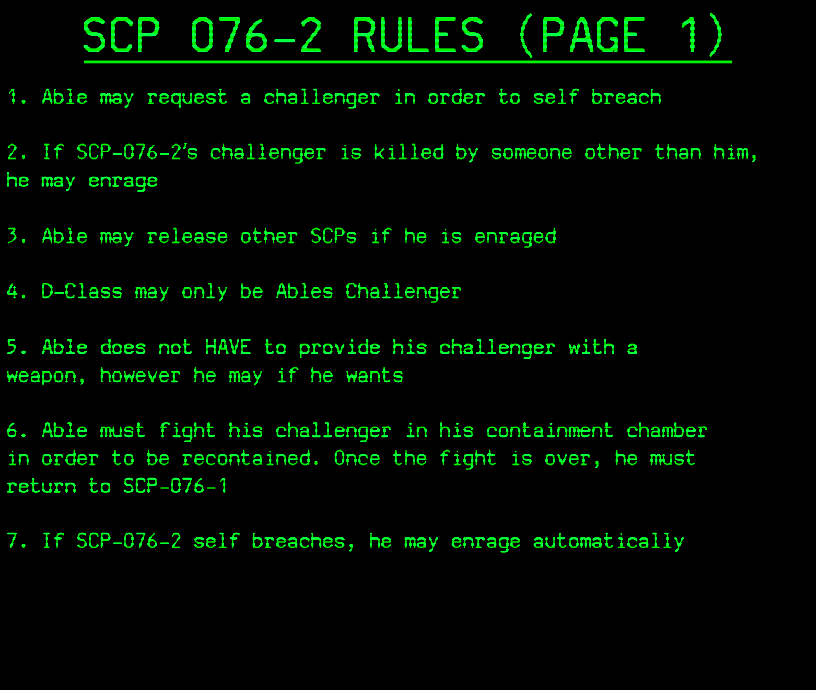 SCP 076-2 RULES (PAGE 1)
1. Able may request a challenger in order to self breach
2. If SCP-076-2's challenger is killed by someone other than him,
he may enrage
3. Able may release other SCPs if he is enraged
4. D-Class may only be Ables Challenger
5. Able does not HAVE to provide his challenger with a
weapon, however he may if he wants
6. Able must fight his challenger in his containment chamber
in order to be recontained. Once the fight is over, he must
return to SCP-076-1
7. If SCP-076-2 self breaches, he may enrage automatically